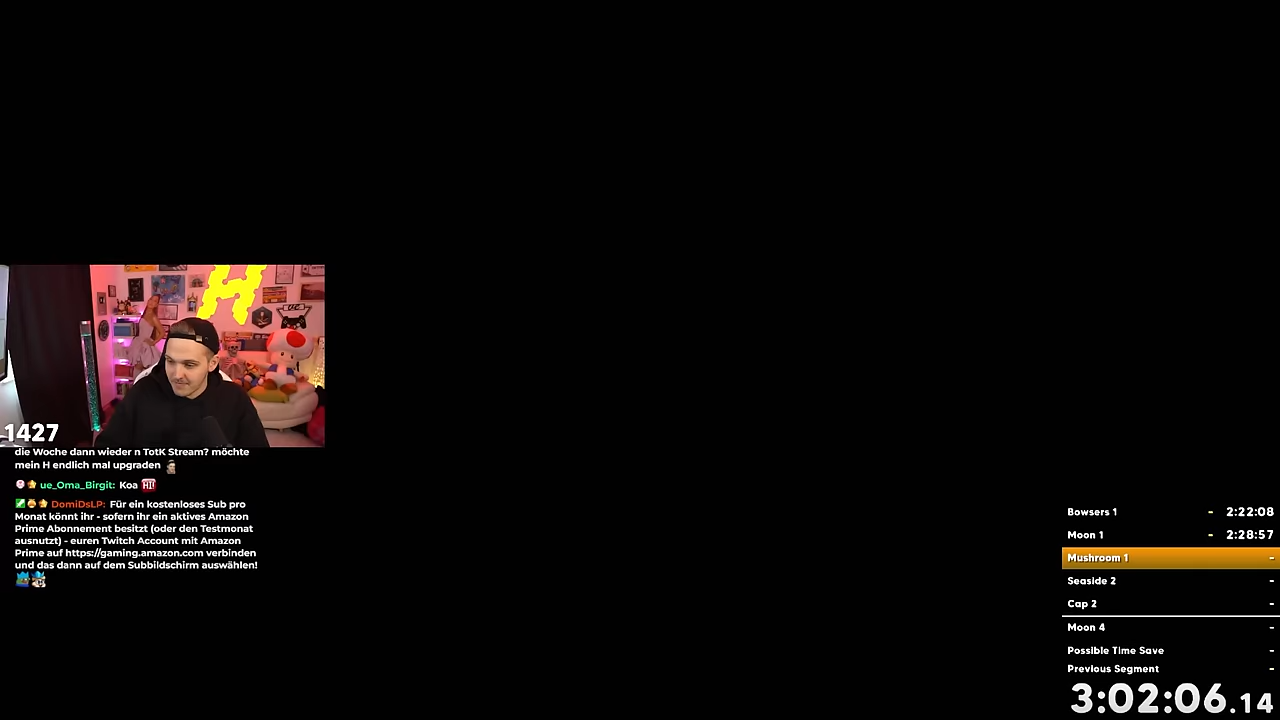 1427
die Woche dann wieder n TotK Stream? möchte
mein H endlich mal upgraden
ue_Oma_Birgit: Koa HI
DomiDsLP: Für ein kostenloses Sub pro
Monat könnt ihr - sofern ihr ein aktives Amazon
Prime Abonnement besitzt (oder den Testmonat
ausnutzt) - euren Twitch Account mit Amazon
Prime auf https://gaming.amazon.com verbinden
und das dann auf dem Subbildschirm auswählen!
Bowsers 1 - 2:22:08
Moon 1 - 2:28:57
Mushroom 1 -
Seaside 2 -
Cap 2 -
Moon 4 -
Possible Time Save -
Previous Segment -
3:02:06.14